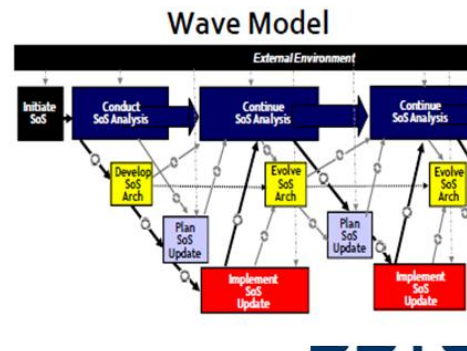 Wave Model
External Environment
Initiate
SoS
Conduct
SoS Analysis
Continue
SoS Analysis
Continue
SoS Analysis
Develop
SoS
Arch
Evolve
SoS
Arch
Evolve
SoS
Arch
Plan
SoS
Update
Plan
SoS
Update
Implement
SoS
Update
Implement
SoS
Update